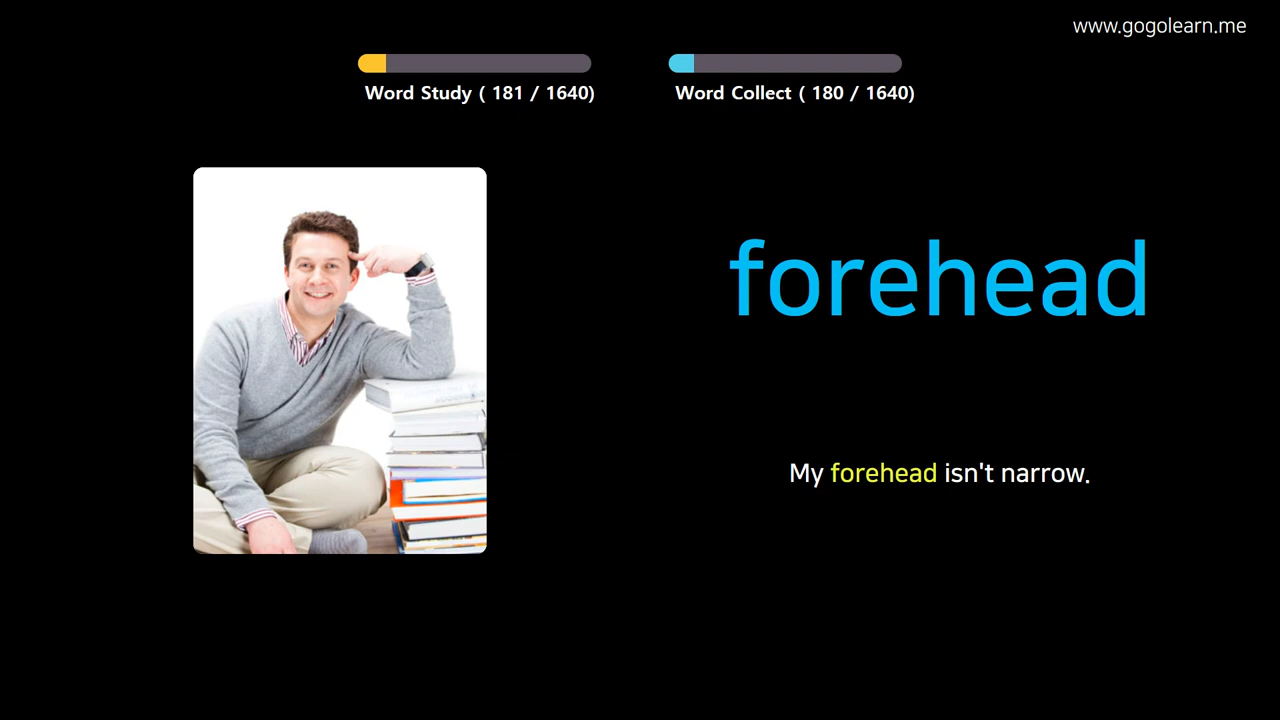 www.gogolearn.me
Word Study ( 181 / 1640)
Word Collect ( 180 / 1640)
forehead
My forehead isn't narrow.